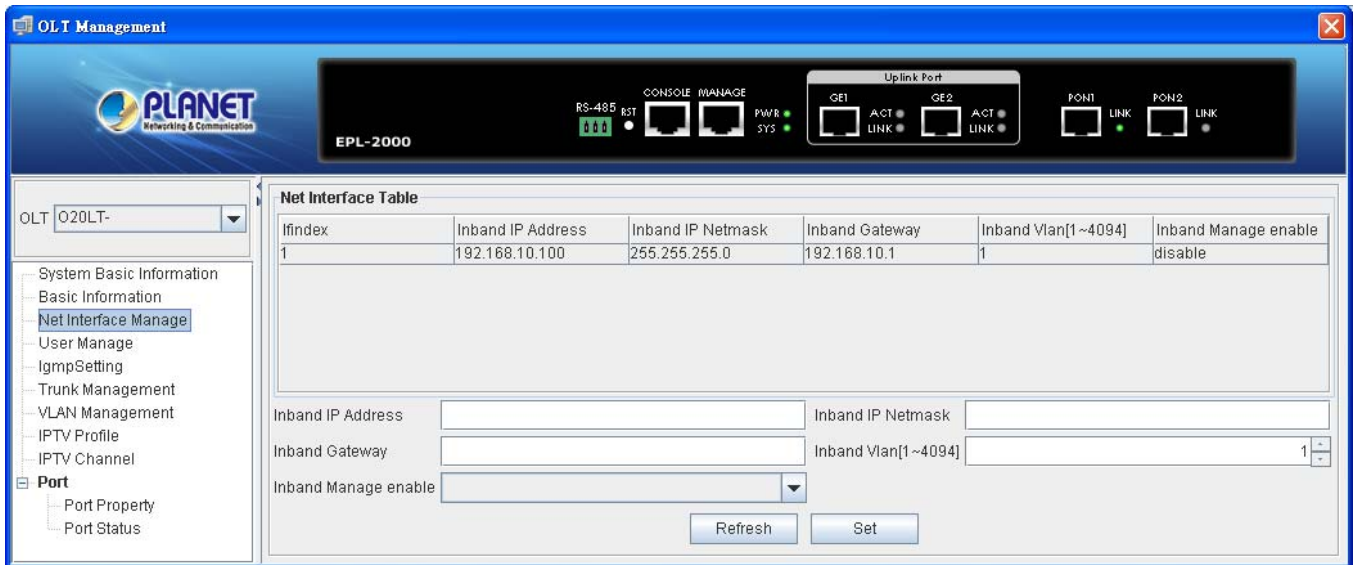 OLT Management
PLANET
Networking & Communication
EPL-2000
RS-485
RST
CONSOLE
MANAGE
PWR
SYS
Uplink Port
GE1
ACT
LINK
GE2
ACT
LINK
PON1
LINK
PON2
LINK
OLT O20LT-
System Basic Information
Basic Information
Net Interface Manage
User Manage
IgmpSetting
Trunk Management
VLAN Management
IPTV Profile
IPTV Channel
Port
Port Property
Port Status
Net Interface Table
Ifindex Inband IP Address Inband IP Netmask Inband Gateway Inband Vlan[1~4094] Inband Manage enable
1 192.168.10.100 255.255.255.0 192.168.10.1 1 disable
Inband IP Address Inband IP Netmask
Inband Gateway Inband Vlan[1~4094] 1
Inband Manage enable
Refresh Set